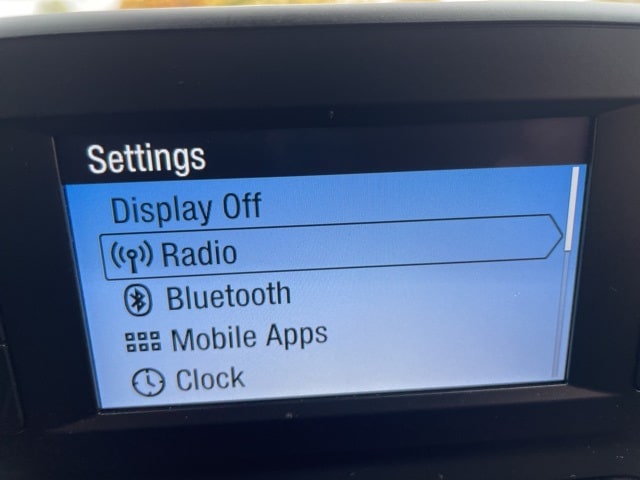 Settings
Display Off
Radio
Bluetooth
Mobile Apps
Clock